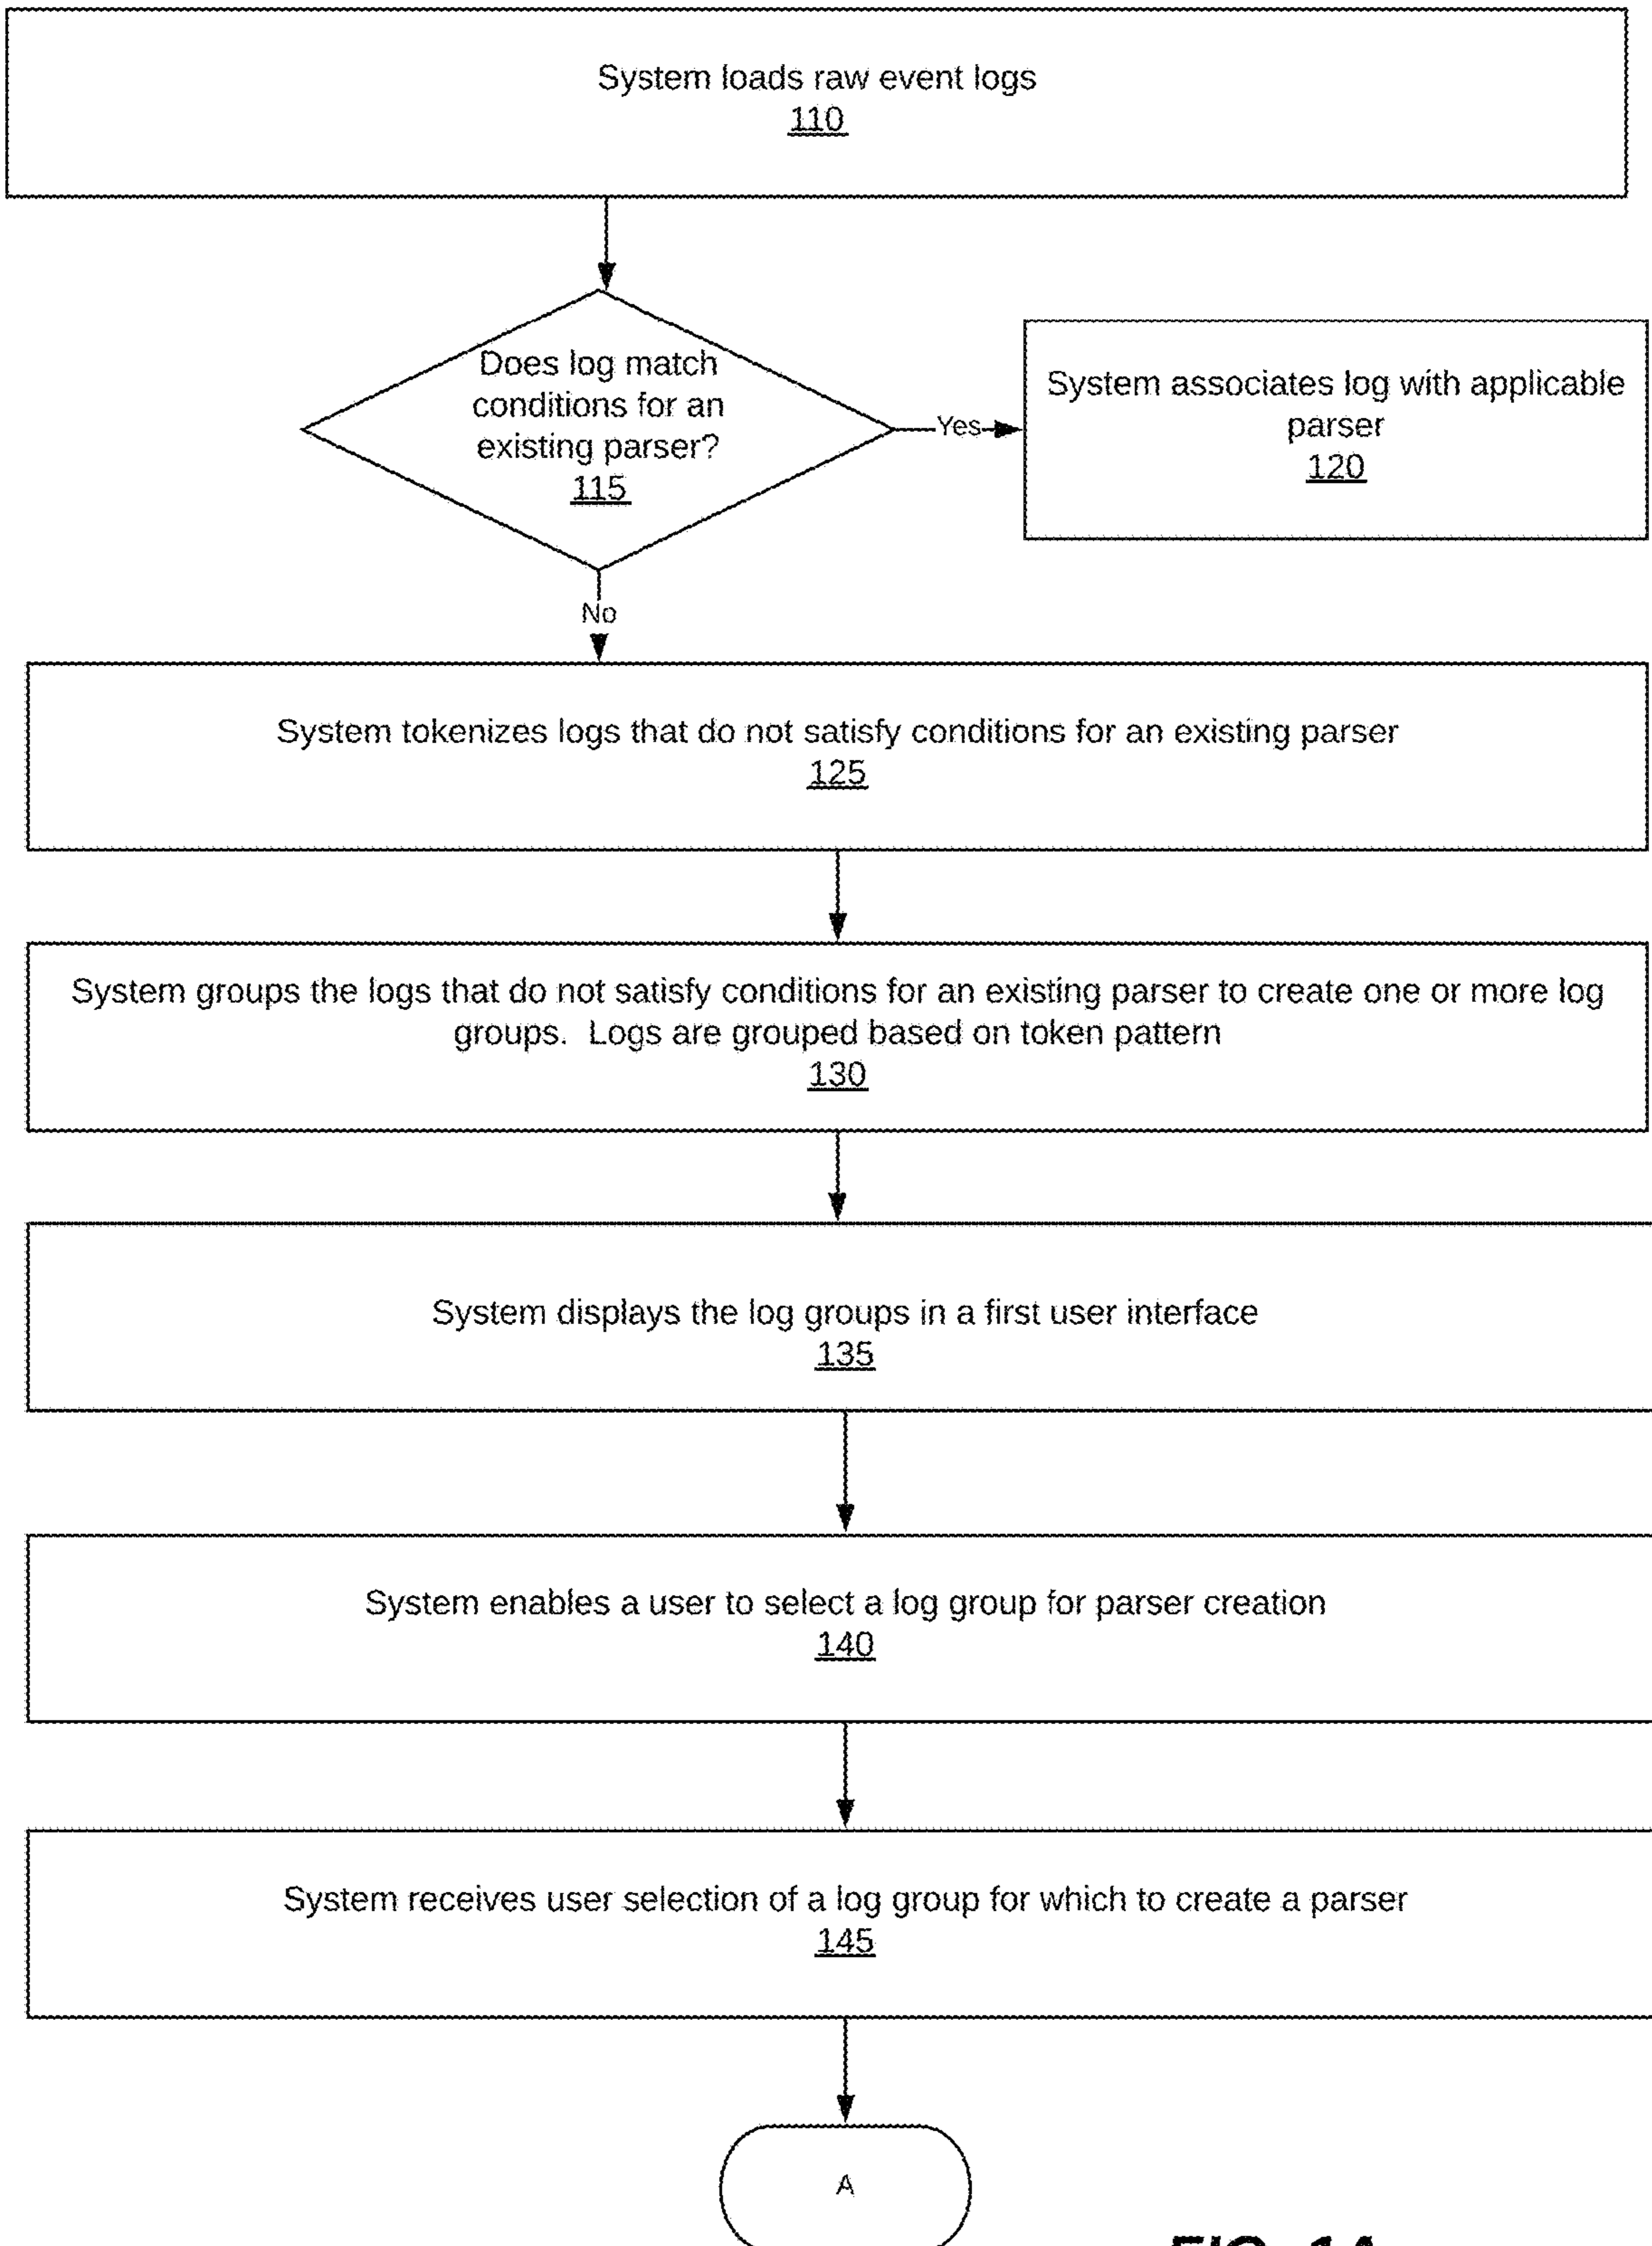 System loads raw event logs
110
Does log match
conditions for an
existing parser?
115
Yes
System associates log with applicable
parser
120
No
System tokenizes logs that do not satisfy conditions for an existing parser
125
System groups the logs that do not satisfy conditions for an existing parser to create one or more log
groups. Logs are grouped based on token pattern
130
System displays the log groups in a first user interface
135
System enables a user to select a log group for parser creation
140
System receives user selection of a log group for which to create a parser
145
A
FIG. 1A